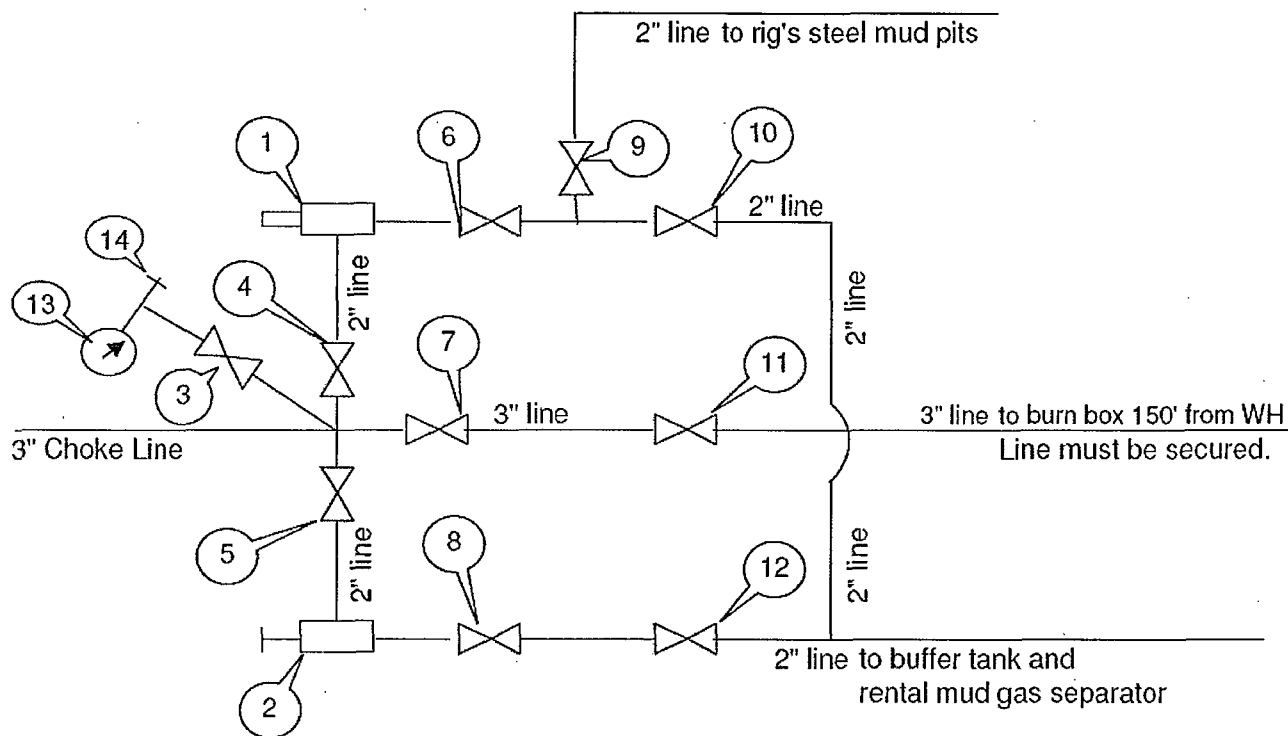 2" line to rig's steel mud pits
1
6
9
10
2" line
14
13
4
2" line
2" line
3
7
11
3" line
3" Choke Line
3" line to burn box 150' from WH
Line must be secured.
5
2" line
8
12
2" line
2
2" line to buffer tank and
rental mud gas separator